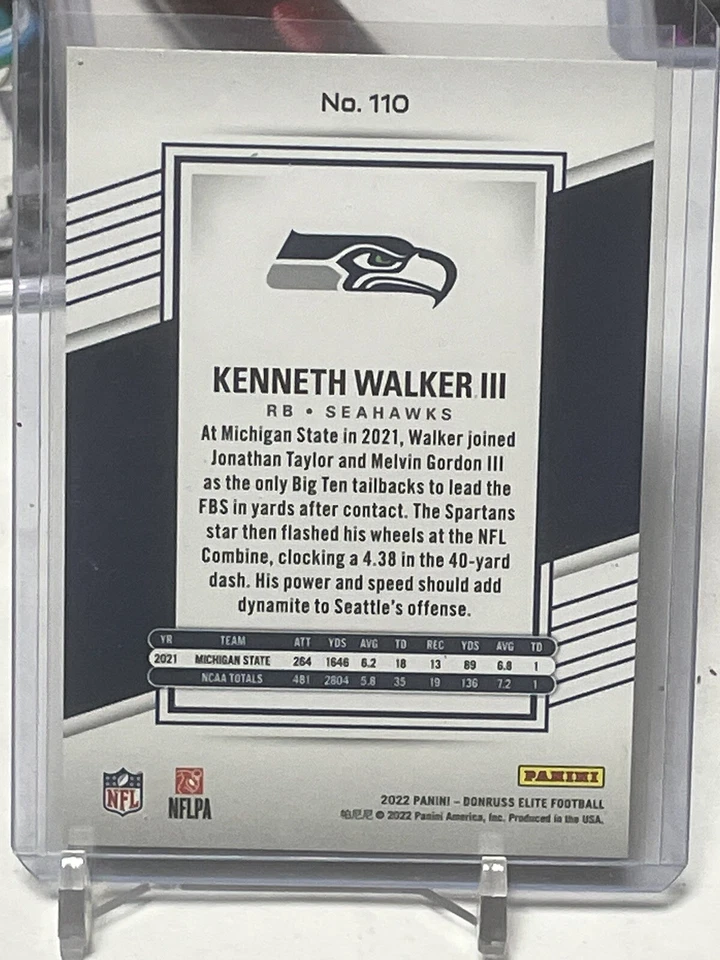 No. 110
KENNETH WALKER III
RB • SEAHAWKS
At Michigan State in 2021, Walker joined
Jonathan Taylor and Melvin Gordon III
as the only Big Ten tailbacks to lead the
FBS in yards after contact. The Spartans
star then flashed his wheels at the NFL
Combine, clocking a 4.38 in the 40-yard
dash. His power and speed should add
dynamite to Seattle's offense.
YR TEAM ATT YDS AVG TD REC YDS AVG TD
2021 MICHIGAN STATE 264 1646 6.2 18 13 89 6.8 1
NCAA TOTALS 481 2804 5.8 35 19 136 7.2 1
PANINI
NFL
NFLPA
2022 PANINI – DONRUSS ELITE FOOTBALL
帕尼尼 © 2022 Panini America, Inc. Produced in the USA.